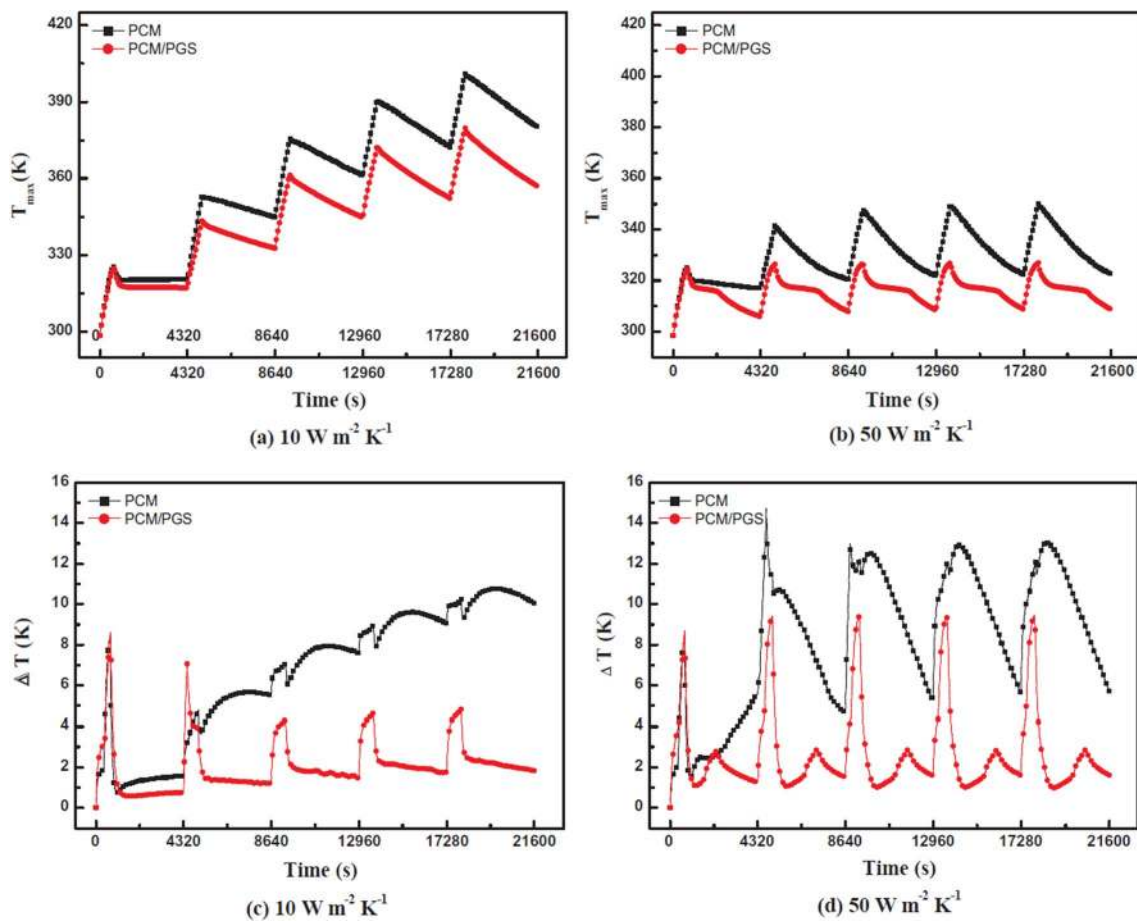 420
390
360
330
300
T max (K)
PCM
PCM/PGS
0 4320 8640 12960 17280 21600
0 4320 8640 12960 17280 21600
Time (s)
(a) 10 W m-2 K-1
420
400
380
350
320
300
T max (K)
PCM
PCM/PGS
0 4320 8640 12960 17280 21600
Time (s)
(b) 50 W m-2 K-1
16
14
12
10
8
6
4
2
0
Δ T (K)
PCM
PCM/PGS
0 4320 8640 12960 17280 21600
Time (s)
(c) 10 W m-2 K-1
16
14
12
10
8
6
4
2
0
Δ T (K)
PCM
PCM/PGS
0 4320 8640 12960 17280 21600
Time (s)
(d) 50 W m-2 K-1